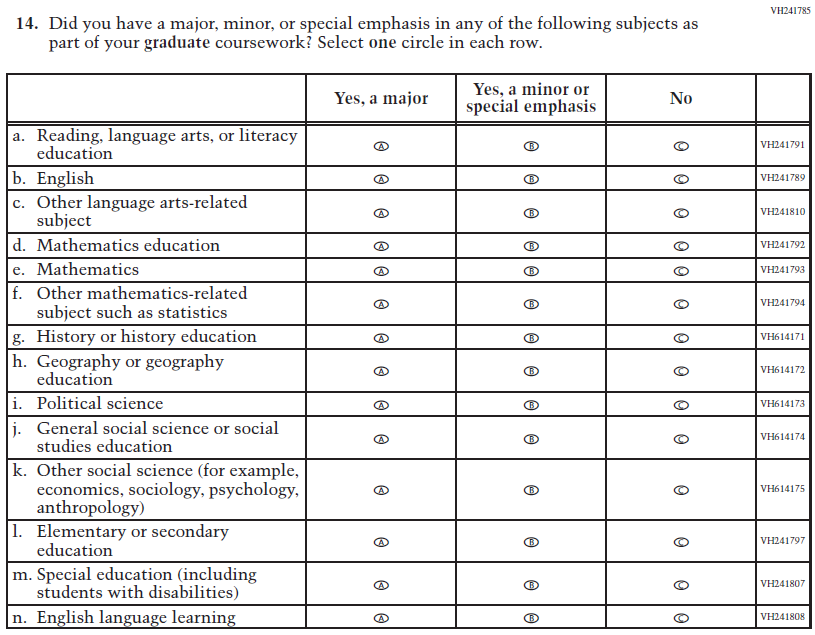 VH241785
14. Did you have a major, minor, or special emphasis in any of the following subjects as
part of your graduate coursework? Select one circle in each row.
Yes, a major
Yes, a minor or
special emphasis
No
a. Reading, language arts, or literacy
education
A B C VH241791
b. English A B C VH241789
c. Other language arts-related
subject
A B C VH241810
d. Mathematics education A B C VH241792
e. Mathematics A B C VH241793
f. Other mathematics-related
subject such as statistics
A B C VH241794
g. History or history education A B C VH614171
h. Geography or geography
education
A B C VH614172
i. Political science A B C VH614173
j. General social science or social
studies education
A B C VH614174
k. Other social science (for example,
economics, sociology, psychology,
anthropology)
A B C VH614175
l. Elementary or secondary
education
A B C VH241797
m. Special education (including
students with disabilities)
A B C VH241807
n. English language learning A B C VH241808